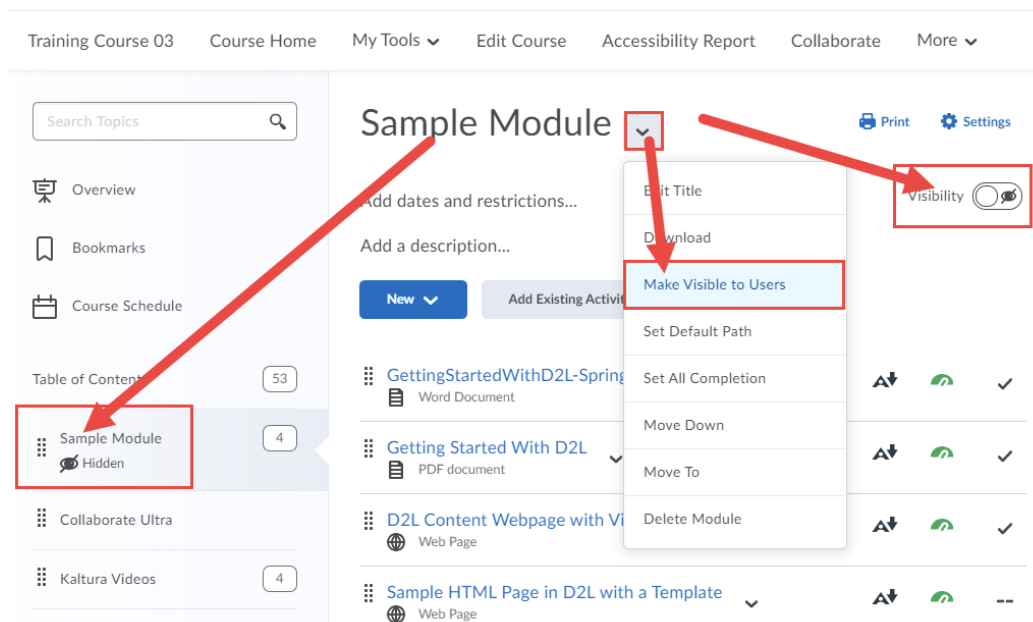 Training Course 03 Course Home My Tools Edit Course Accessibility Report Collaborate More
Search Topics
Overview
Bookmarks
Course Schedule
Table of Content 53
Sample Module 4
Hidden
Collaborate Ultra
Kaltura Videos 4
Sample Module
Print Settings
Visibility
Add dates and restrictions...
Add a description...
New Add Existing Activit
Edit Title
Download
Make Visible to Users
Set Default Path
Set All Completion
Move Down
Move To
Delete Module
GettingStartedWithD2L-Spring
Word Document
Getting Started With D2L
PDF document
D2L Content Webpage with Vi
Web Page
Sample HTML Page in D2L with a Template
Web Page